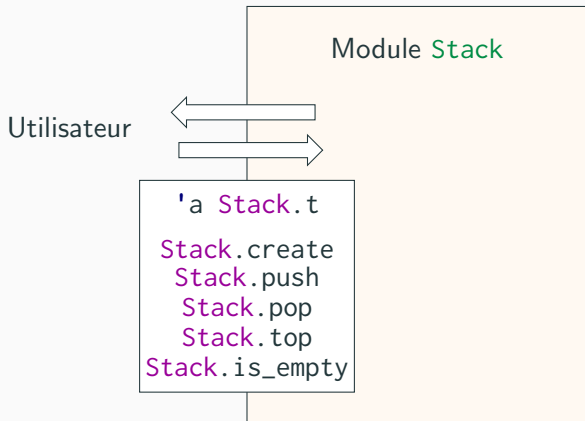 Module Stack
Utilisateur
'a Stack.t
Stack.create
Stack.push
Stack.pop
Stack.top
Stack.is_empty